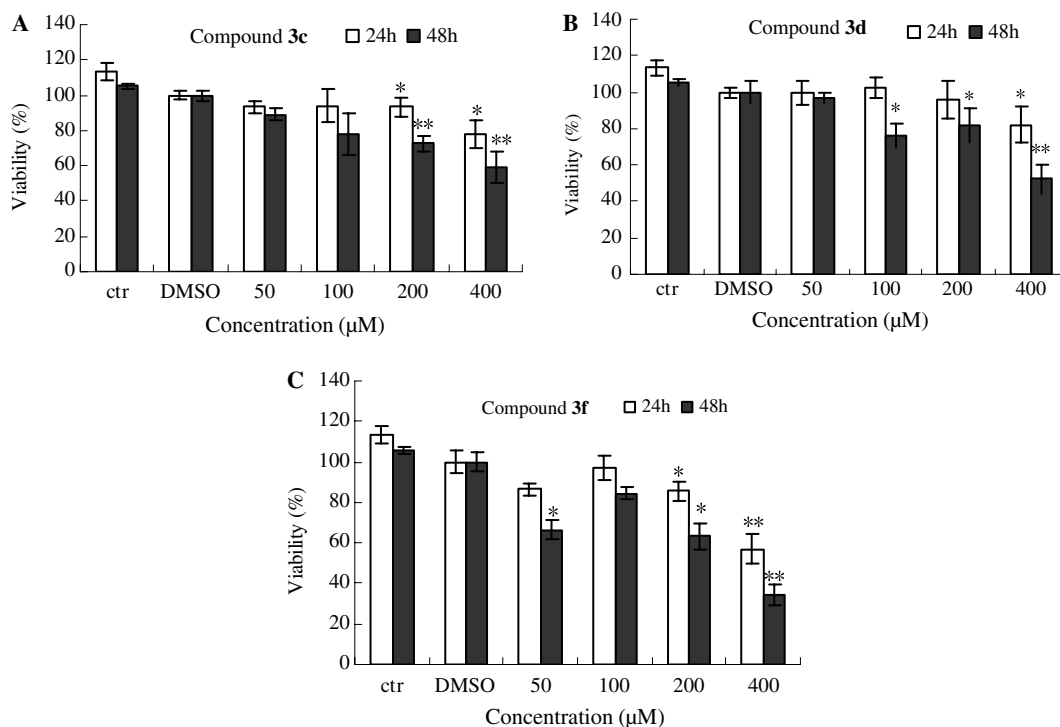 A
Compound 3c
24h
48h
Viability (%)
140
120
100
80
60
40
20
0
*
**
*
**
ctr DMSO 50 100 200 400
Concentration (μM)
B
Compound 3d
24h
48h
Viability (%)
140
120
100
80
60
40
20
0
*
*
*
**
ctr DMSO 50 100 200 400
Concentration (μM)
C
Compound 3f
24h
48h
Viability (%)
140
120
100
80
60
40
20
0
*
*
*
**
**
ctr DMSO 50 100 200 400
Concentration (μM)